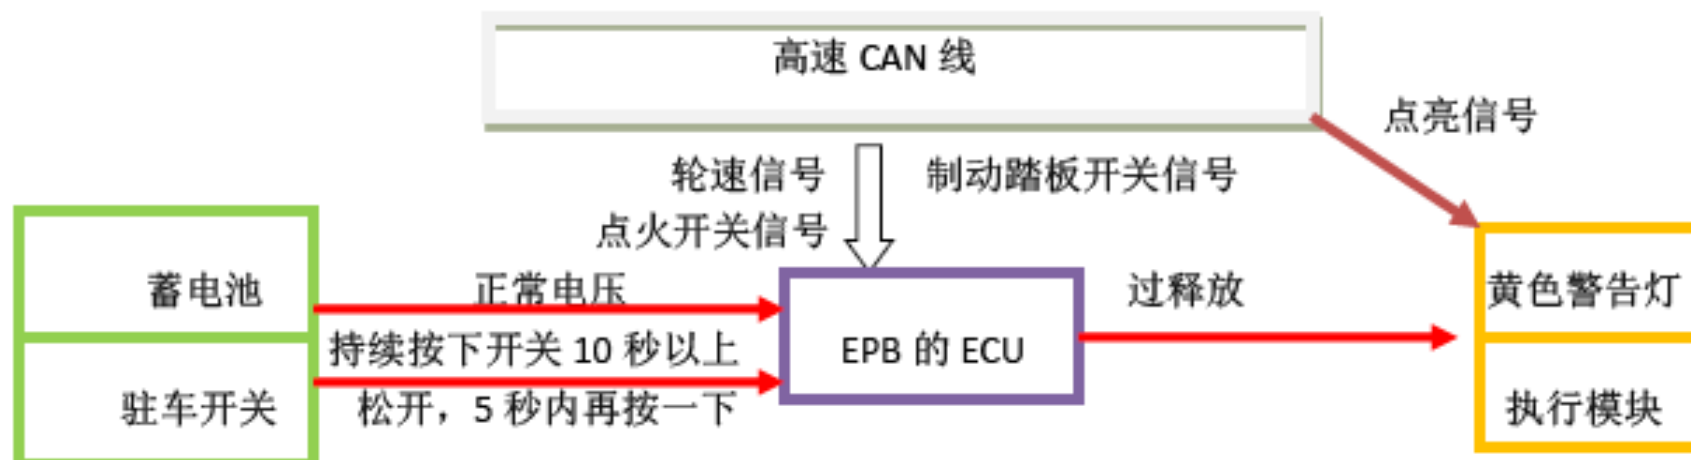 高速 CAN 线
点亮信号
轮速信号
制动踏板开关信号
点火开关信号
蓄电池
正常电压
过释放
黄色警告灯
持续按下开关 10 秒以上
EPB 的 ECU
驻车开关
松开，5 秒内再按一下
执行模块